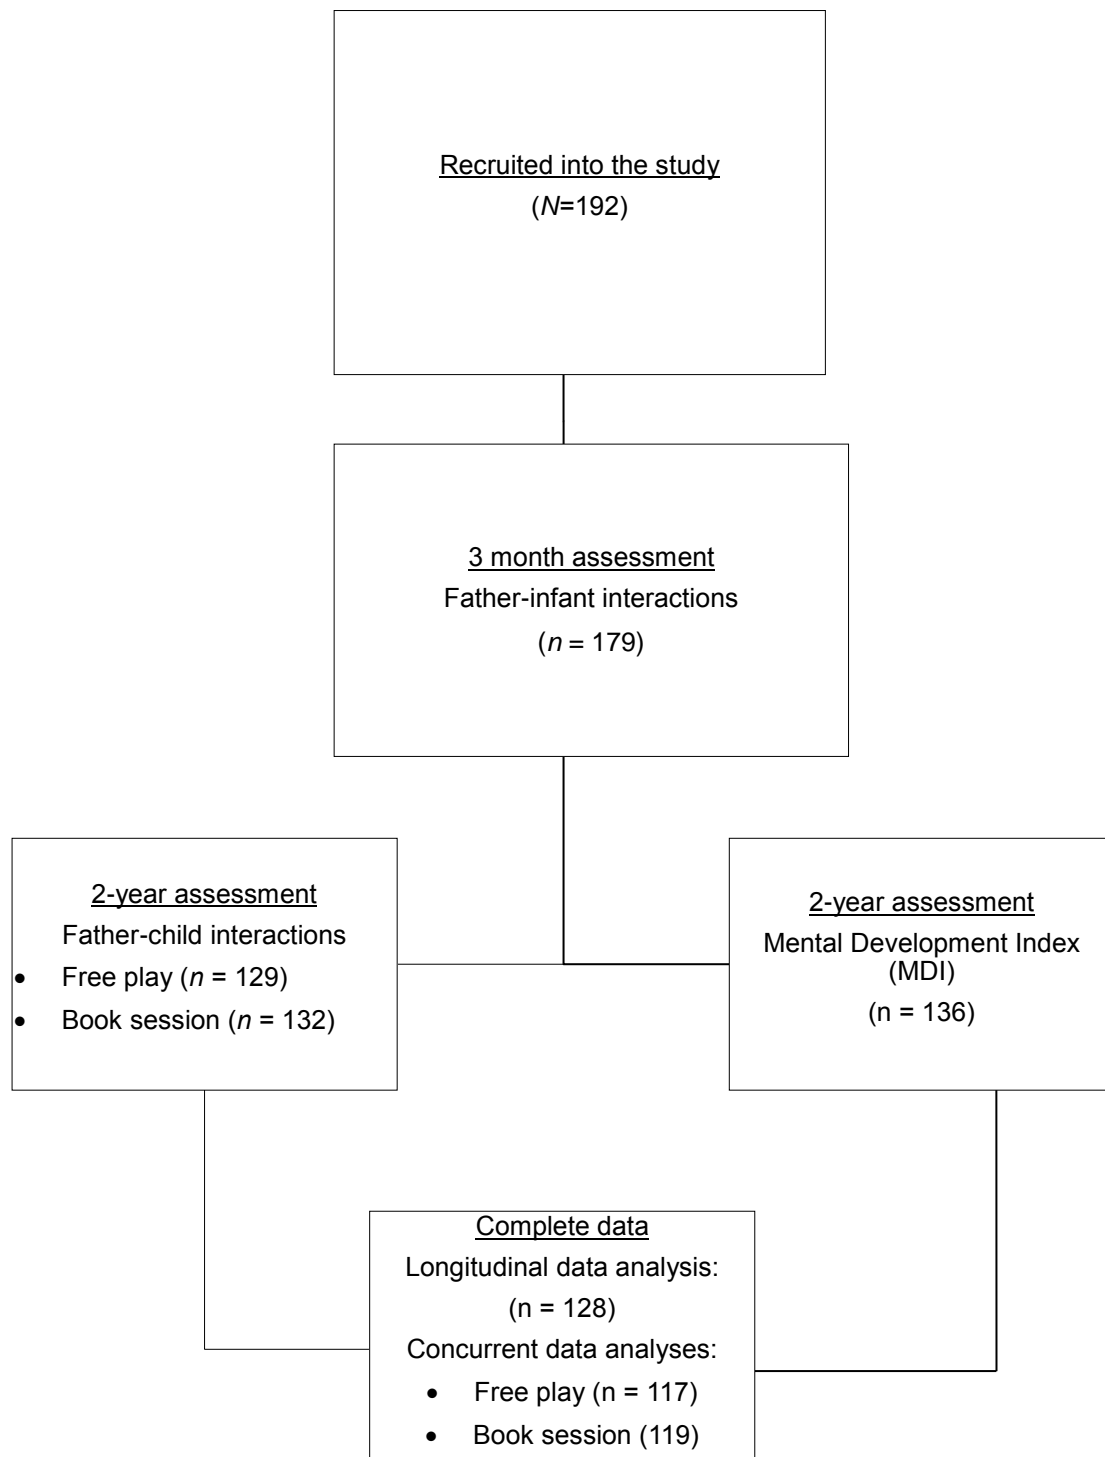 Recruited into the study
(N=192)
3 month assessment
Father-infant interactions
(n = 179)
2-year assessment
Father-child interactions
• Free play (n = 129)
• Book session (n = 132)
2-year assessment
Mental Development Index
(MDI)
(n = 136)
Complete data
Longitudinal data analysis:
(n = 128)
Concurrent data analyses:
• Free play (n = 117)
• Book session (119)